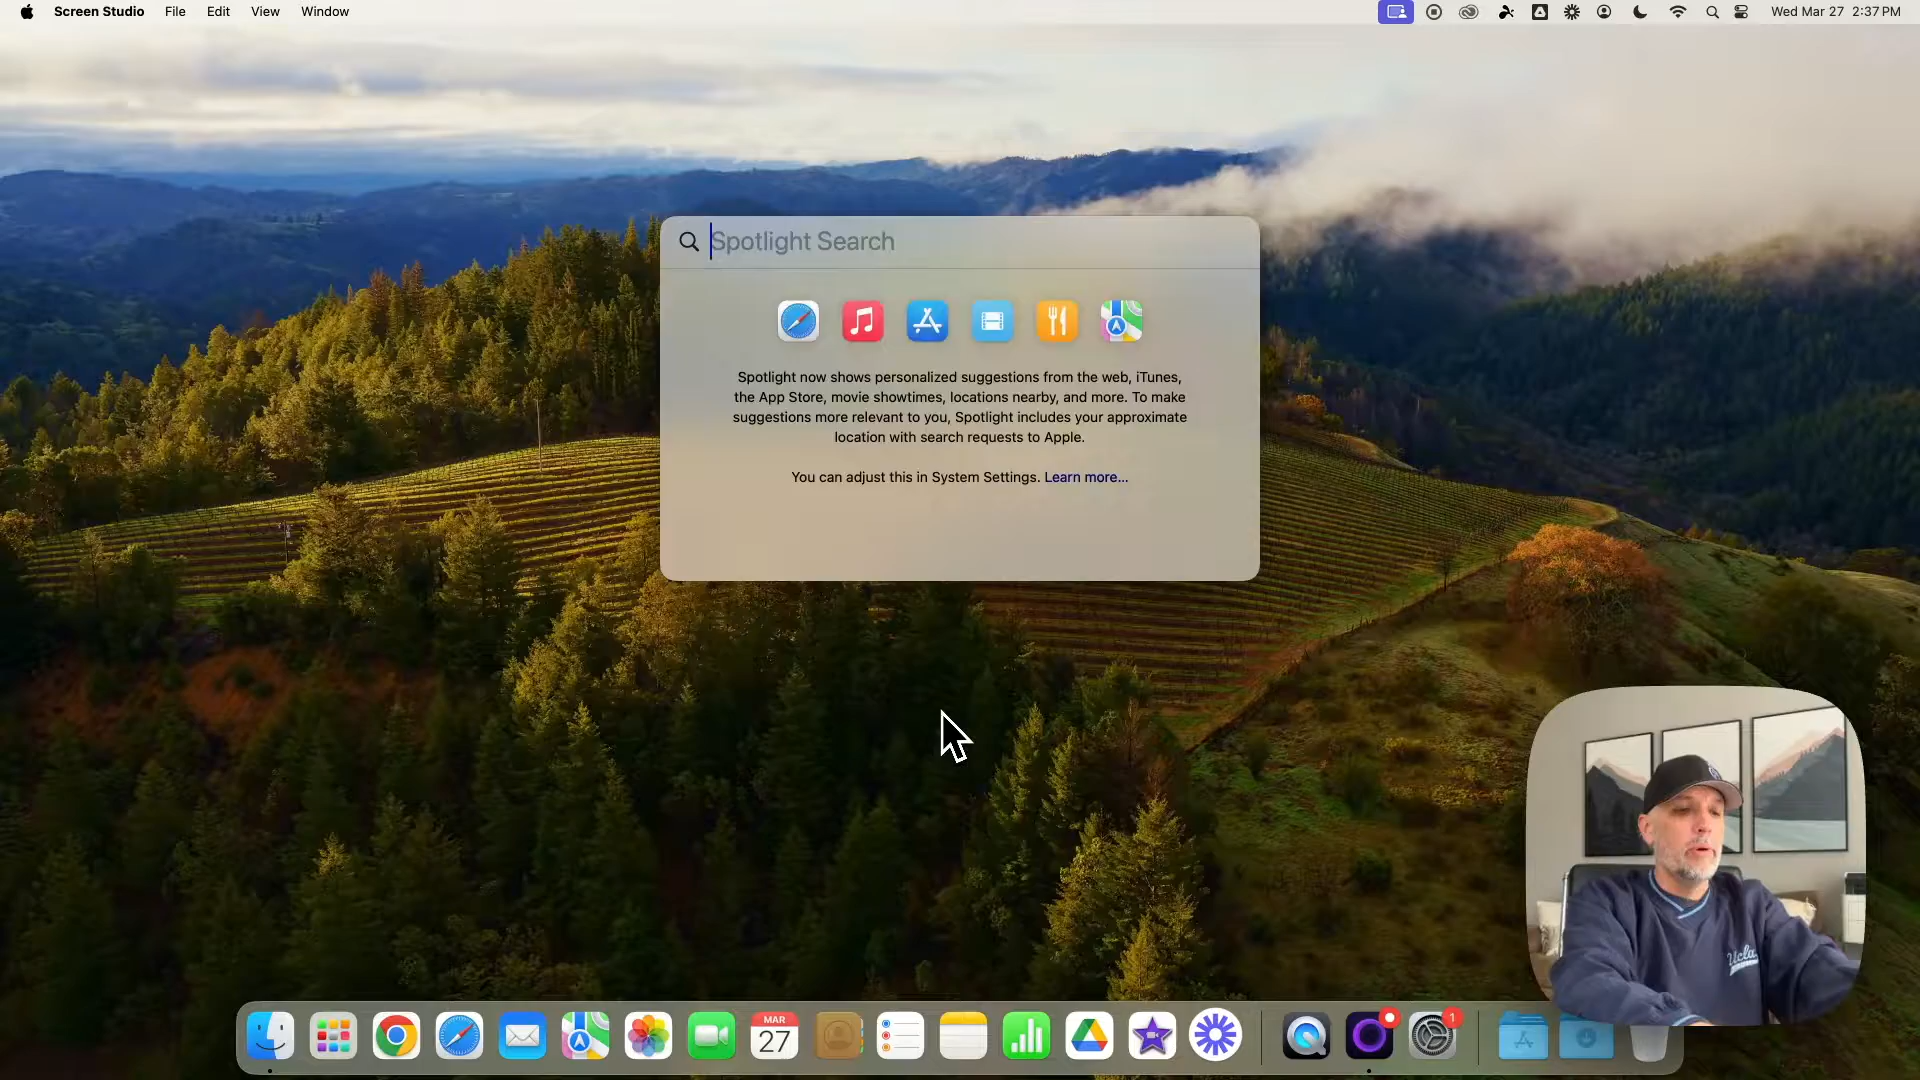 Screen Studio File Edit View Window Wed Mar 27 2:37 PM
Spotlight Search
Spotlight now shows personalized suggestions from the web, iTunes,
the App Store, movie showtimes, locations nearby, and more. To make
suggestions more relevant to you, Spotlight includes your approximate
location with search requests to Apple.
You can adjust this in System Settings. Learn more...
Ucla
MAR
27
1